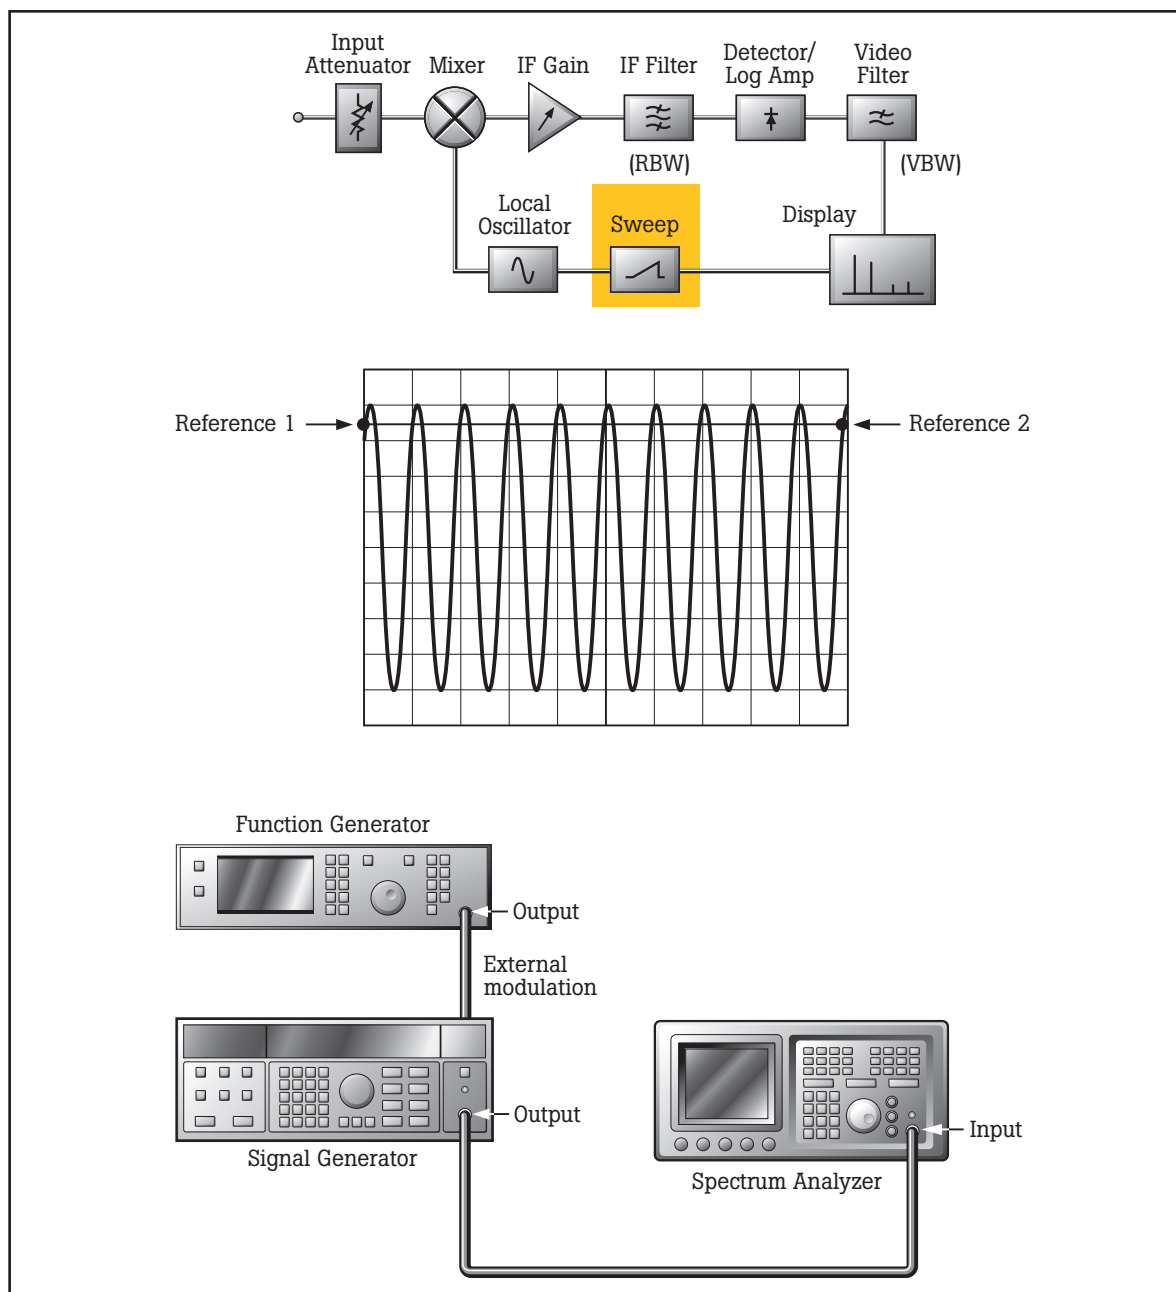 Input
Attenuator
Mixer
IF Gain
IF Filter
Detector/
Log Amp
Video
Filter
(RBW)
(VBW)
Local
Oscillator
Sweep
Display
Reference 1
Reference 2
Function Generator
Output
External
modulation
Output
Signal Generator
Input
Spectrum Analyzer